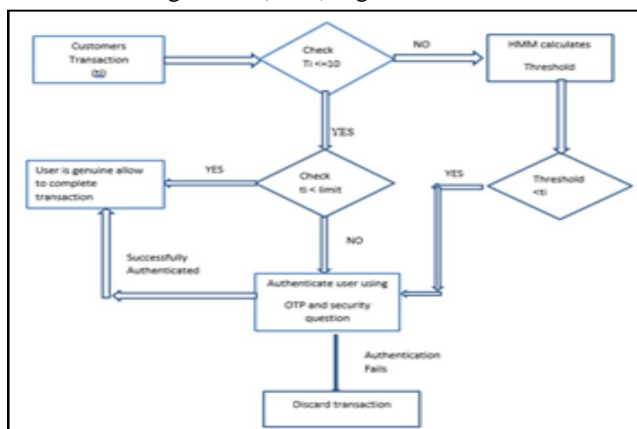 Customers
Transaction
(ti)
Check
Ti <=10
NO
HMM calculates
Threshold
YES
User is genuine allow
to complete
transaction
YES
Check
ti < limit
YES
Threshold
<ti
NO
Successfully
Authenticated
Authenticate user using
OTP and security
question
Authentication
Fails
Discard transaction